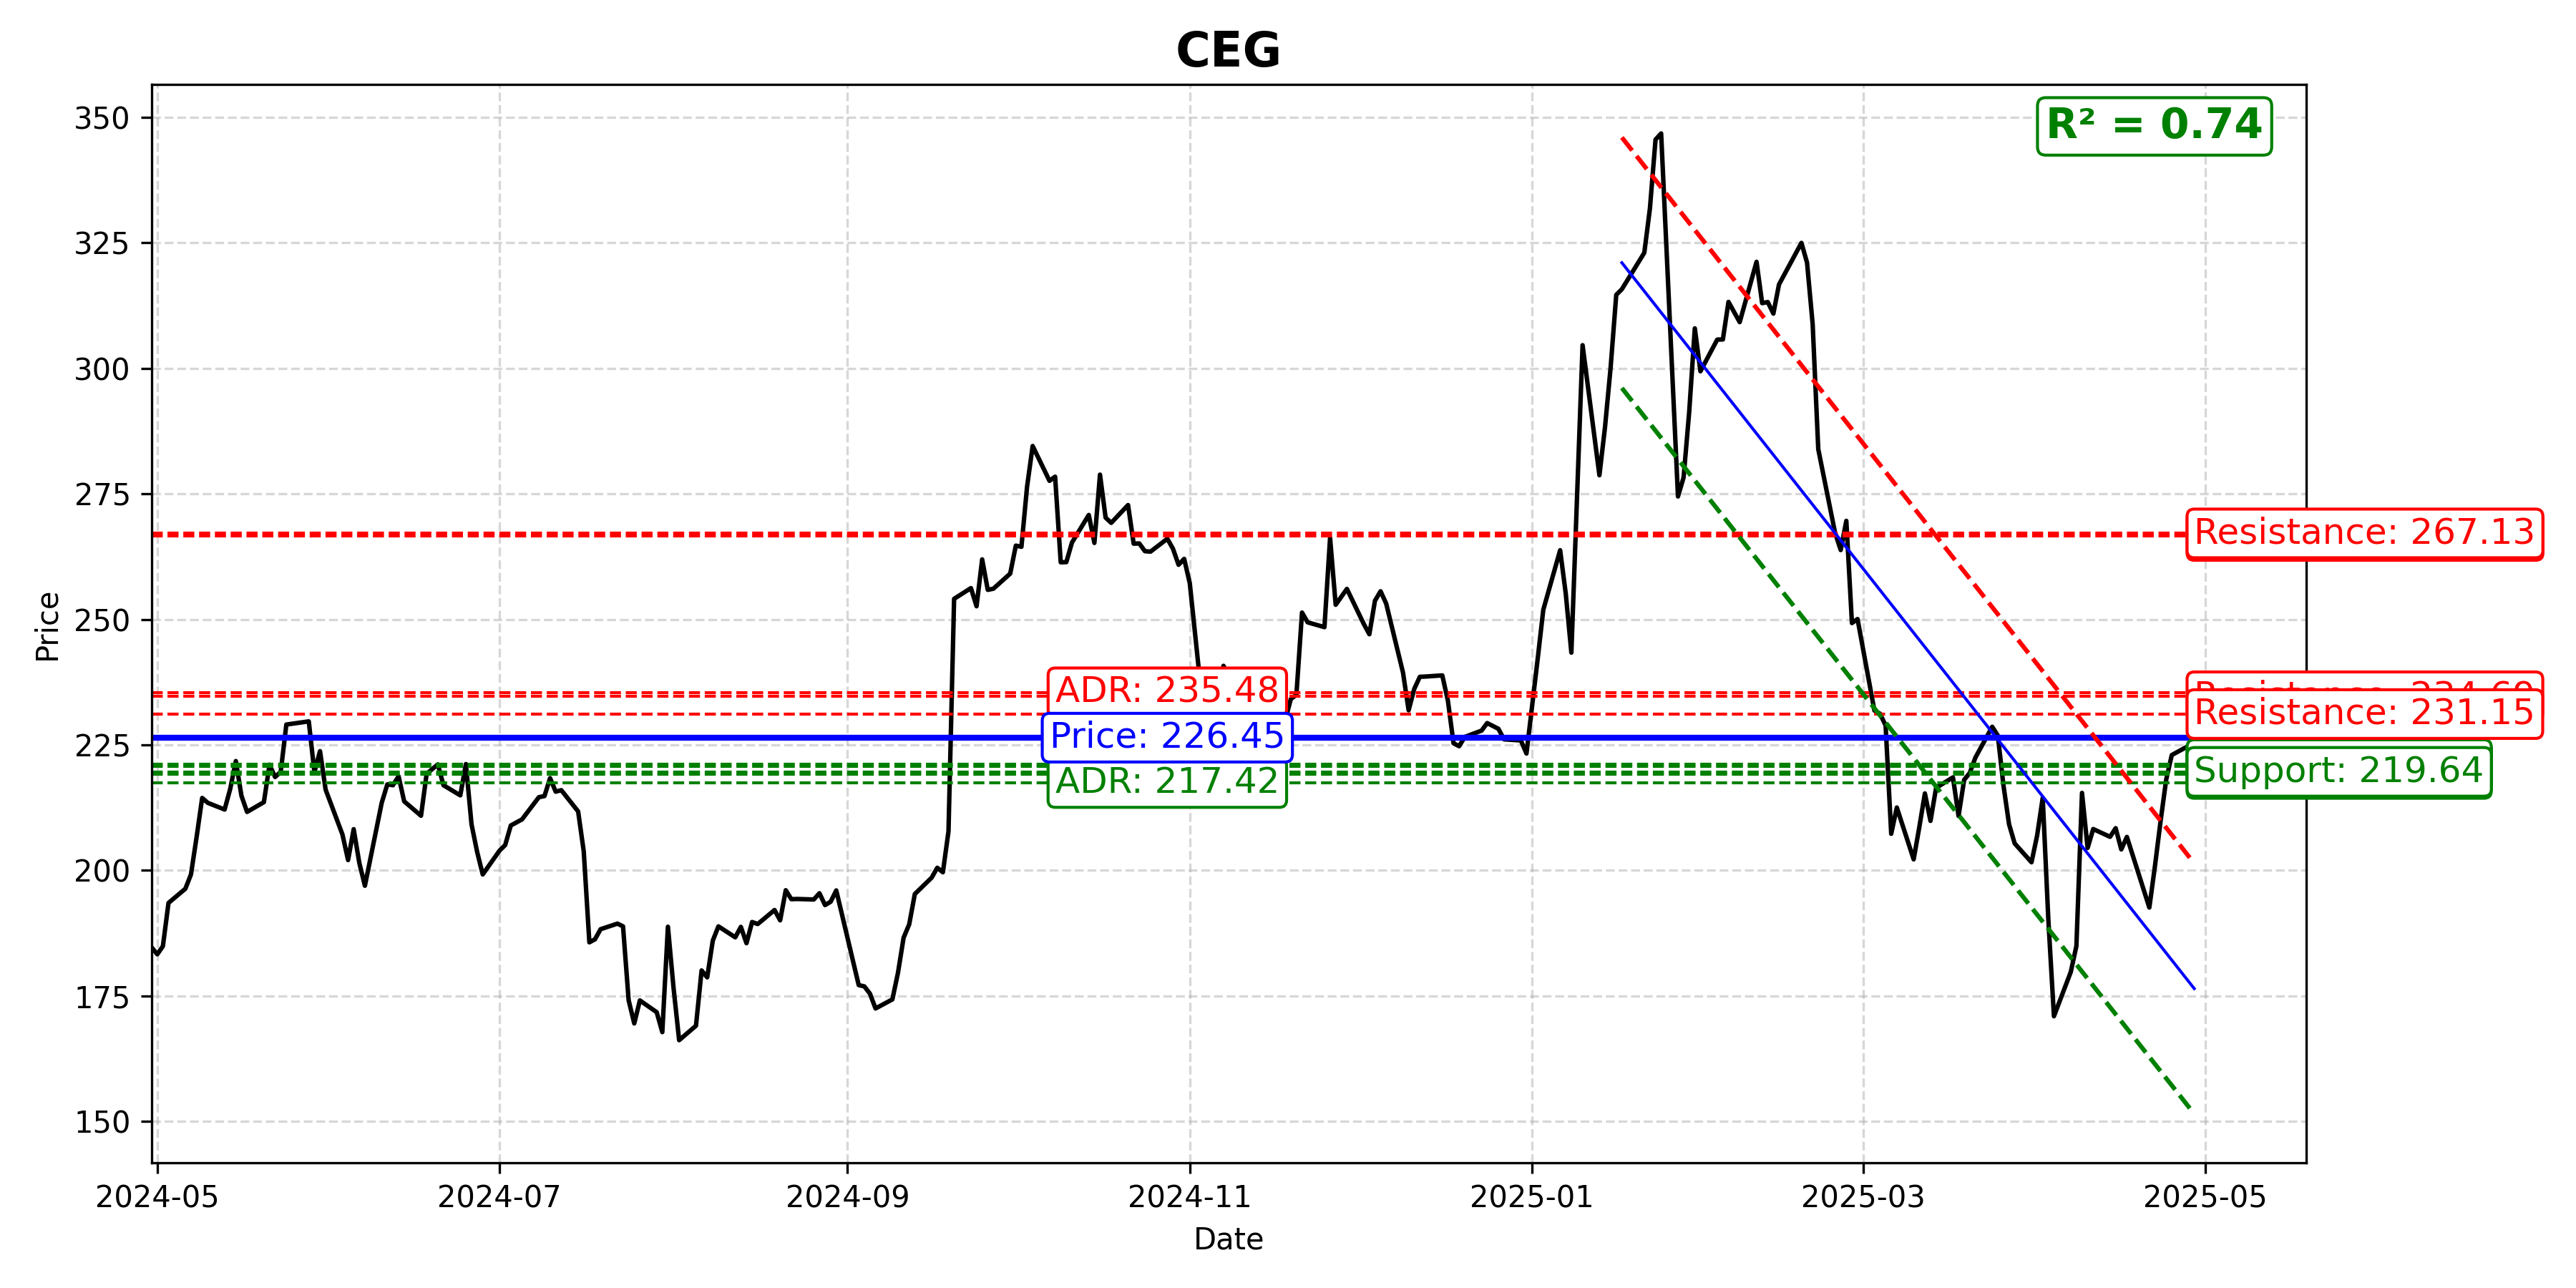 CEG
R² = 0.74
350
325
300
275
250
225
200
175
150
Price
Resistance: 267.13
ADR: 235.48
Resistance: 231.15
Price: 226.45
ADR: 217.42
Support: 219.64
2024-05
2024-07
2024-09
2024-11
2025-01
2025-03
2025-05
Date